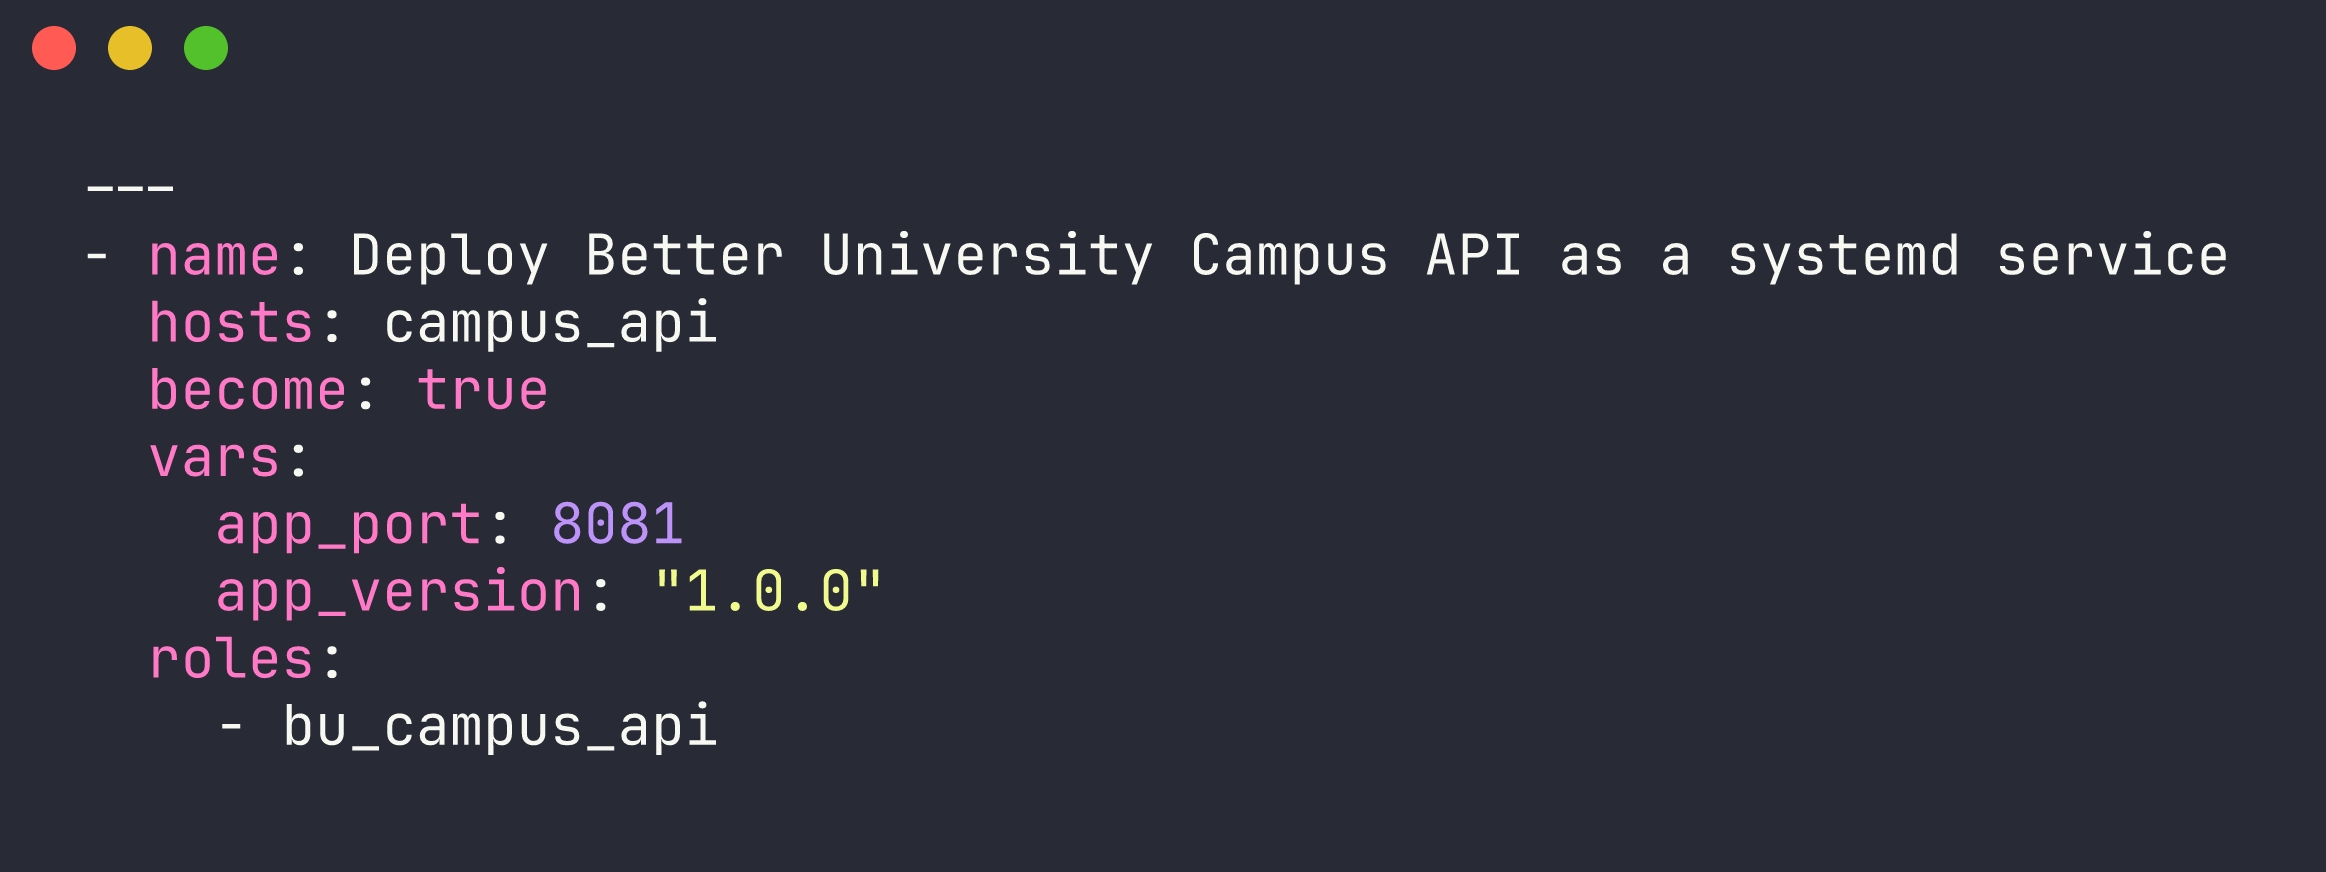 ---
- name: Deploy Better University Campus API as a systemd service
  hosts: campus_api
  become: true
  vars:
    app_port: 8081
    app_version: "1.0.0"
  roles:
    - bu_campus_api